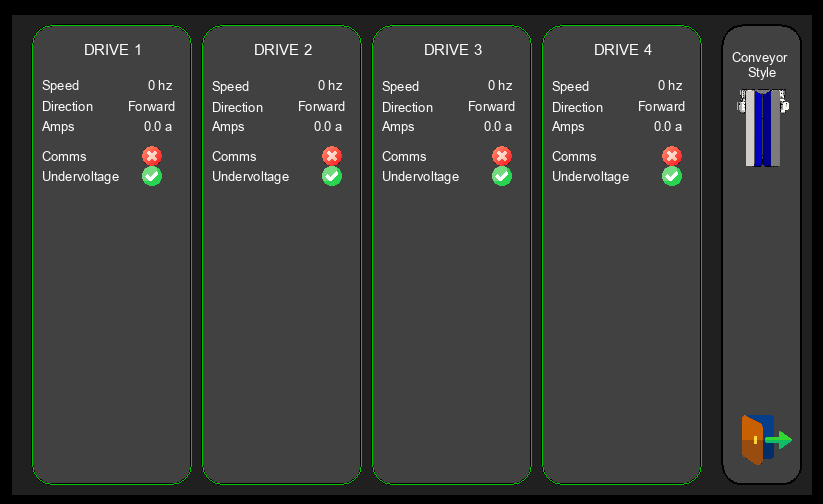 DRIVE 1
Speed 0 hz
Direction Forward
Amps 0.0 a
Comms
Undervoltage
DRIVE 2
Speed 0 hz
Direction Forward
Amps 0.0 a
Comms
Undervoltage
DRIVE 3
Speed 0 hz
Direction Forward
Amps 0.0 a
Comms
Undervoltage
DRIVE 4
Speed 0 hz
Direction Forward
Amps 0.0 a
Comms
Undervoltage
Conveyor
Style